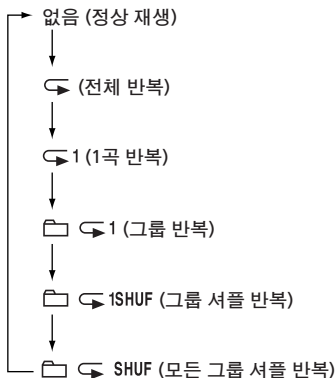 없음 (정상 재생)
(전체 반복)
1 (1곡 반복)
1 (그룹 반복)
1SHUF (그룹 셔플 반복)
SHUF (모든 그룹 셔플 반복)